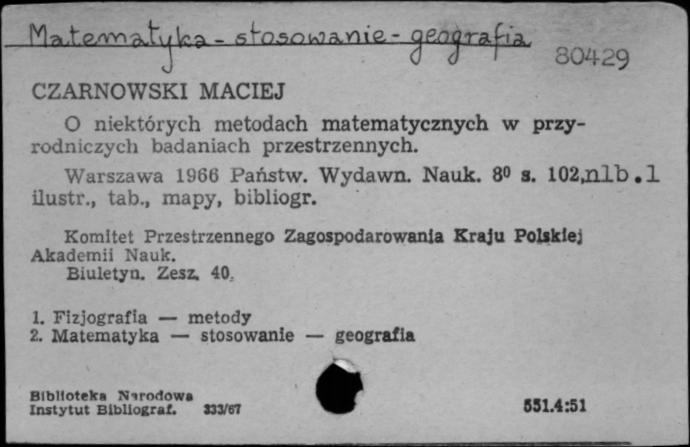 Matematyka - stosowanie - geografia
80429
CZARNOWSKI MACIEJ
O niektórych metodach matematycznych w przy-
rodniczych badaniach przestrzennych.
Warszawa 1966 Państw. Wydawn. Nauk. 8⁰ s. 102,nlb.1
ilustr., tab., mapy, bibliogr.
Komitet Przestrzennego Zagospodarowania Kraju Polskiej
Akademii Nauk.
Biuletyn. Zesz. 40.
1. Fizjografia — metody
2. Matematyka — stosowanie — geografia
Biblioteka Narodowa
Instytut Bibliograf. 333/67
551.4:51